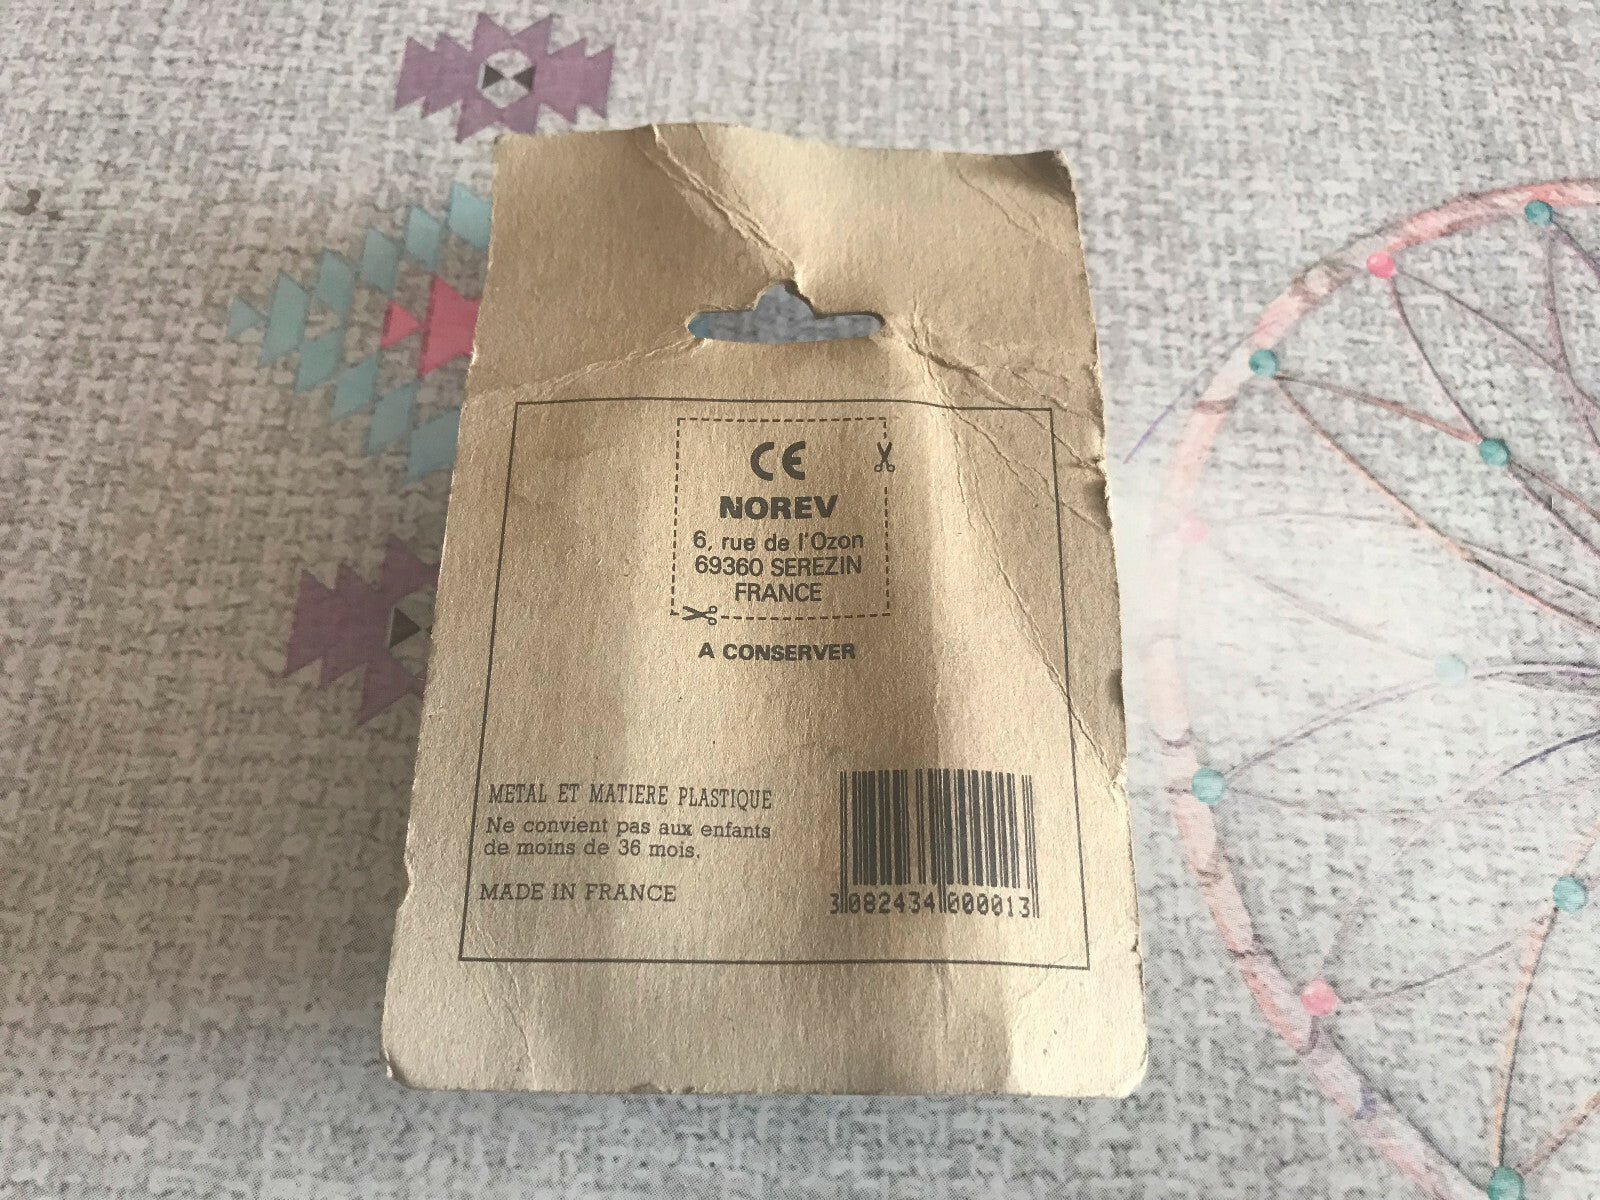 CE
NOREV
6, rue de l'Ozon
69360 SEREZIN
FRANCE
A CONSERVER
METAL ET MATIERE PLASTIQUE
Ne convient pas aux enfants
de moins de 36 mois.
MADE IN FRANCE
3 082434 000013